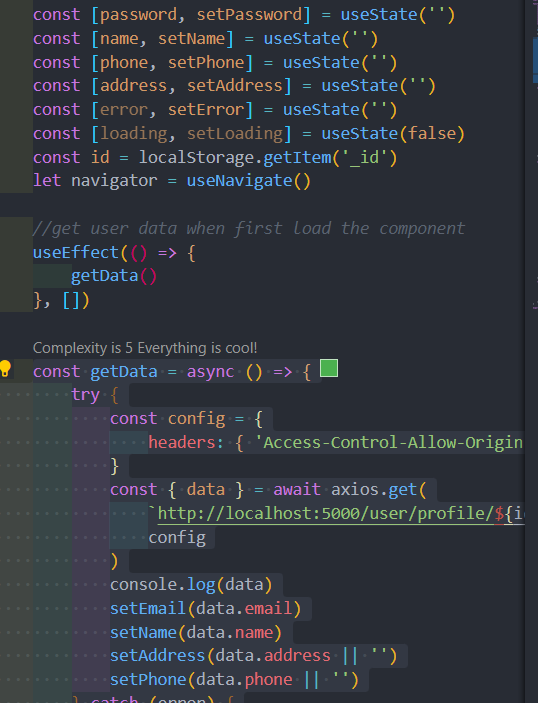 const [password, setPassword] = useState('')
const [name, setName] = useState('')
const [phone, setPhone] = useState('')
const [address, setAddress] = useState('')
const [error, setError] = useState('')
const [loading, setLoading] = useState(false)
const id = localStorage.getItem('_id')
let navigator = useNavigate()
//get user data when first load the component
useEffect(() => {
getData()
}, [])
Complexity is 5 Everything is cool!
const getData = async () => {
try {
const config = {
headers: { 'Access-Control-Allow-Origin
}
const { data } = await axios.get(
`http://localhost:5000/user/profile/${i
config
)
console.log(data)
setEmail(data.email)
setName(data.name)
setAddress(data.address || '')
setPhone(data.phone || '')
} catch (error) {